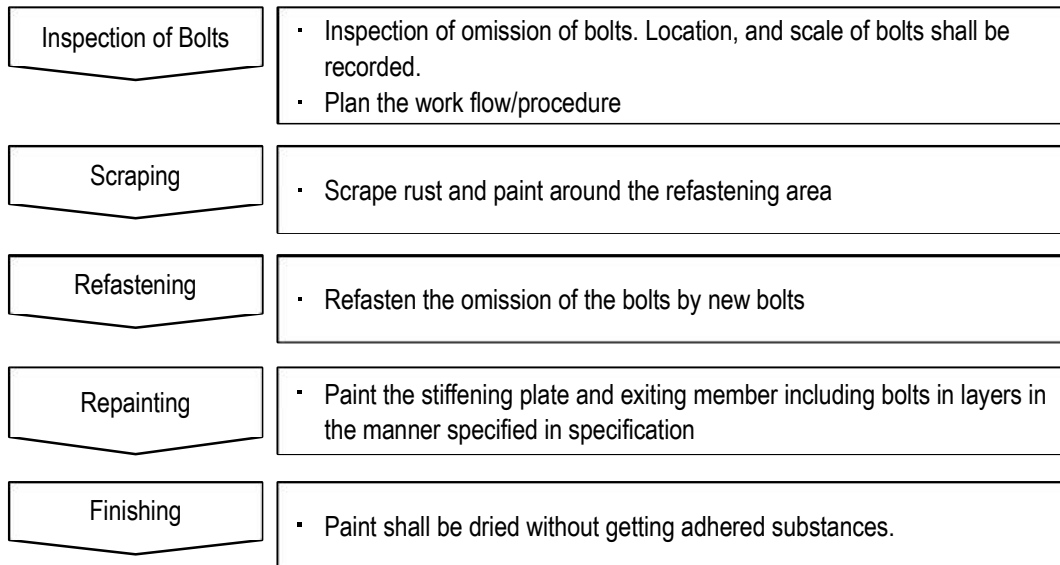 Inspection of Bolts
· Inspection of omission of bolts. Location, and scale of bolts shall be
recorded.
· Plan the work flow/procedure
Scraping
· Scrape rust and paint around the refastening area
Refastening
· Refasten the omission of the bolts by new bolts
Repainting
· Paint the stiffening plate and exiting member including bolts in layers in
the manner specified in specification
Finishing
· Paint shall be dried without getting adhered substances.